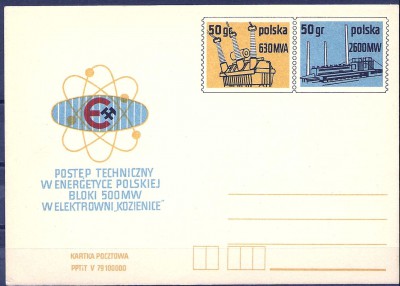 50 gr polska
630 MVA
50 gr polska
2600 MW
E
POSTĘP TECHNICZNY
W ENERGETYCE POLSKIEJ
BLOKI 500 MW
W ELEKTROWNI „KOZIENICE”
KARTKA POCZTOWA